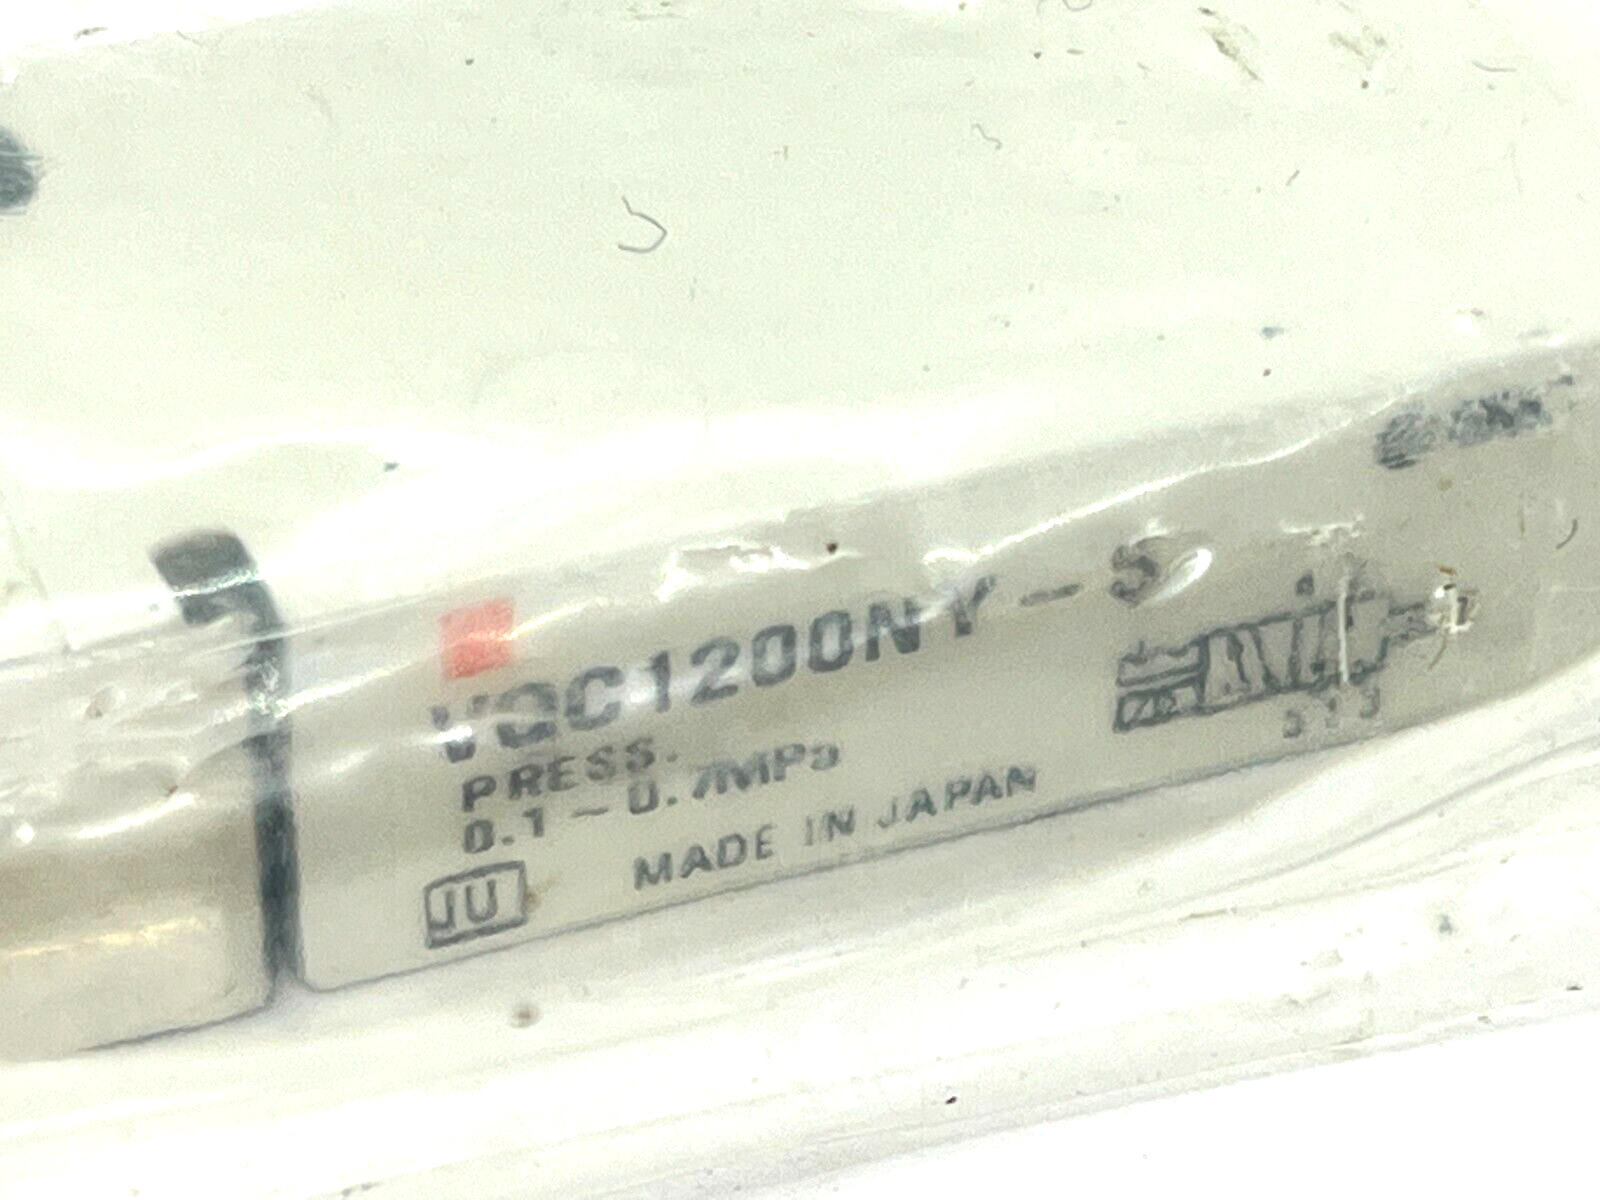 VQC1200NY-5
PRESS.
0.1~0.7MPa
MADE IN JAPAN
JU